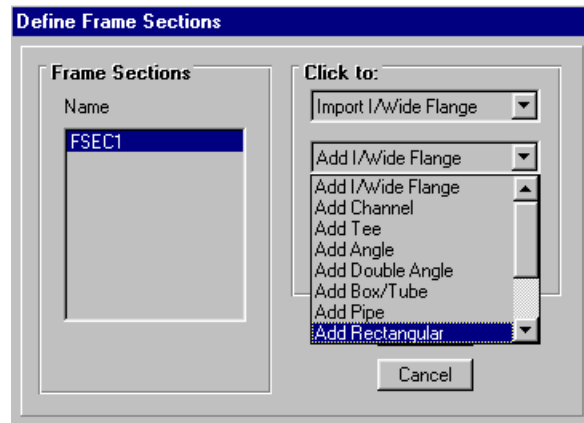 Define Frame Sections
Frame Sections
Name
FSEC1
Click to:
Import I/Wide Flange
Add I/Wide Flange
Add I/Wide Flange
Add Channel
Add Tee
Add Angle
Add Double Angle
Add Box/Tube
Add Pipe
Add Rectangular
Cancel